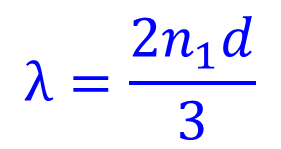 λ = 2n₁d / 3